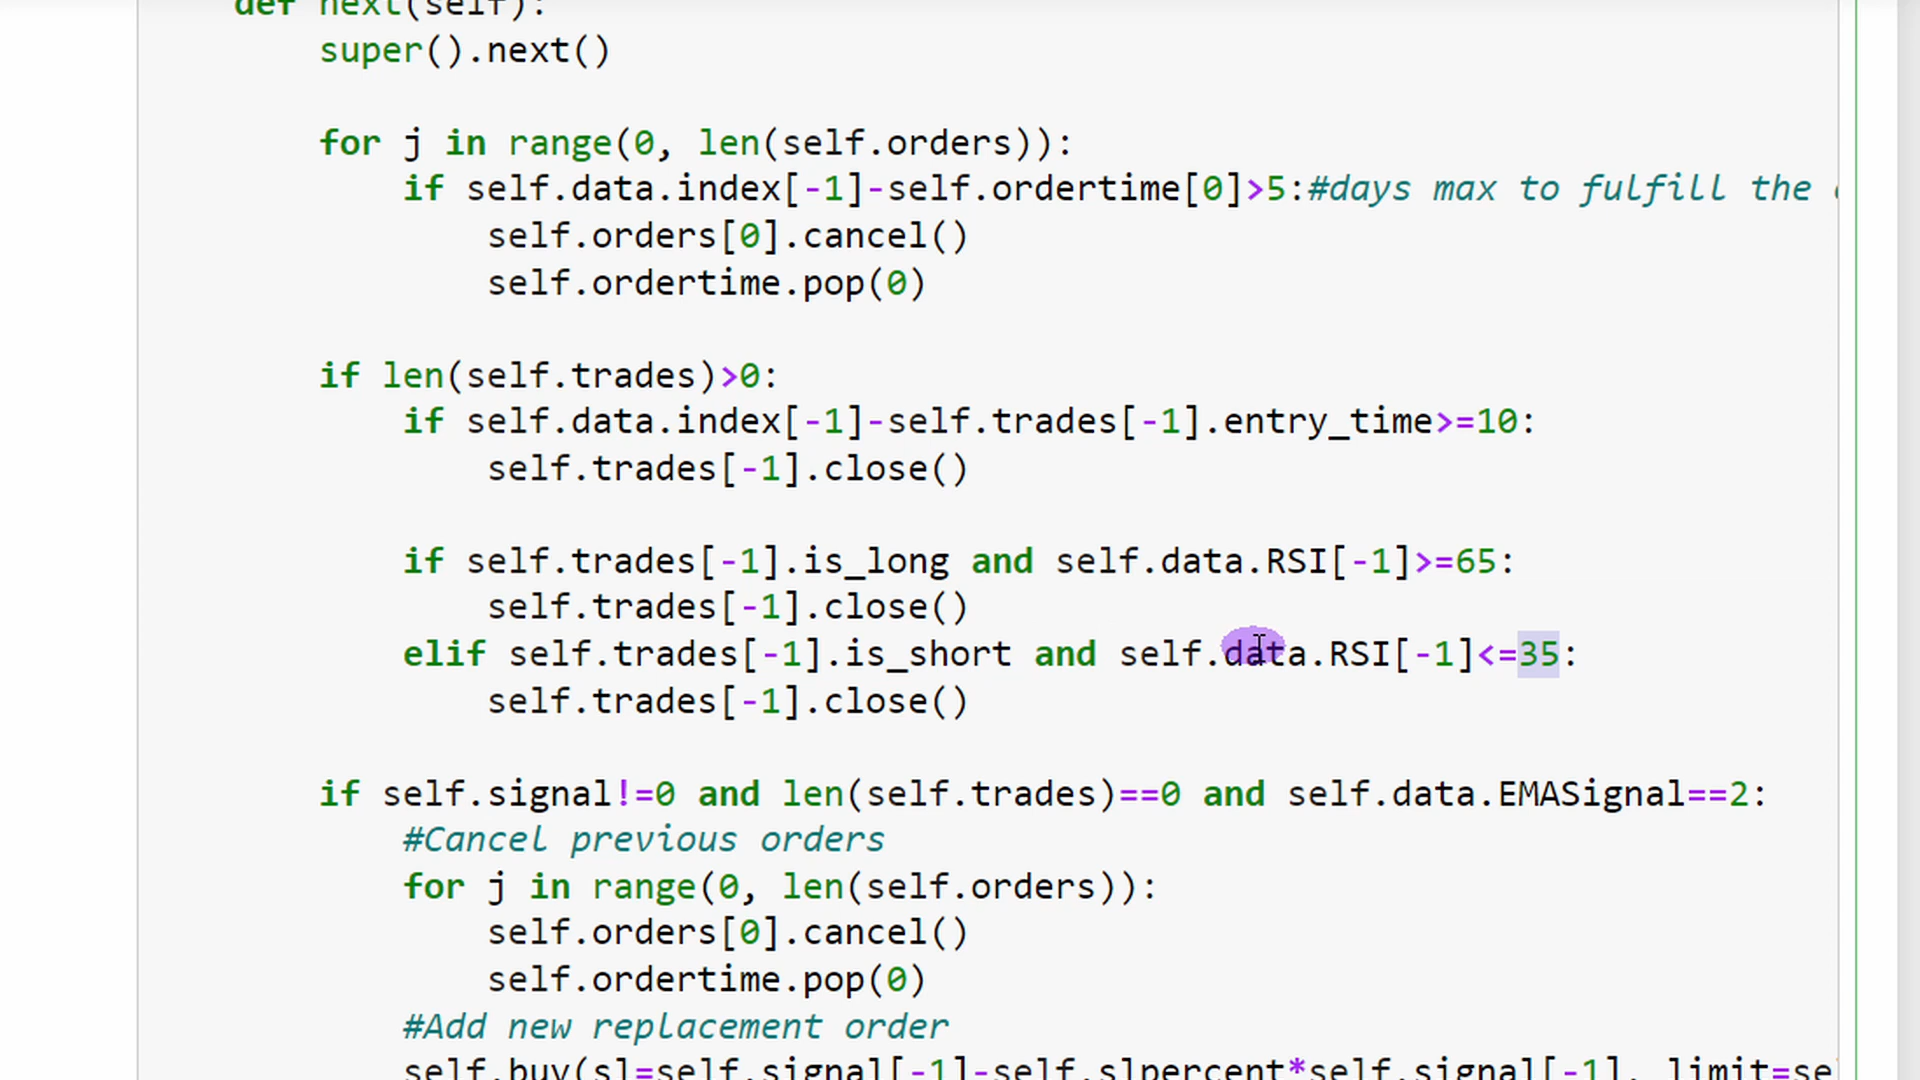 def next(self):
super().next()
for j in range(0, len(self.orders)):
if self.data.index[-1]-self.ordertime[0]>5:#days max to fulfill the
self.orders[0].cancel()
self.ordertime.pop(0)
if len(self.trades)>0:
if self.data.index[-1]-self.trades[-1].entry_time>=10:
self.trades[-1].close()
if self.trades[-1].is_long and self.data.RSI[-1]>=65:
self.trades[-1].close()
elif self.trades[-1].is_short and self.data.RSI[-1]<=35:
self.trades[-1].close()
if self.signal!=0 and len(self.trades)==0 and self.data.EMASignal==2:
#Cancel previous orders
for j in range(0, len(self.orders)):
self.orders[0].cancel()
self.ordertime.pop(0)
#Add new replacement order
self.buy(sl=self.signal[-1]-self.slpercent*self.signal[-1], limit=se